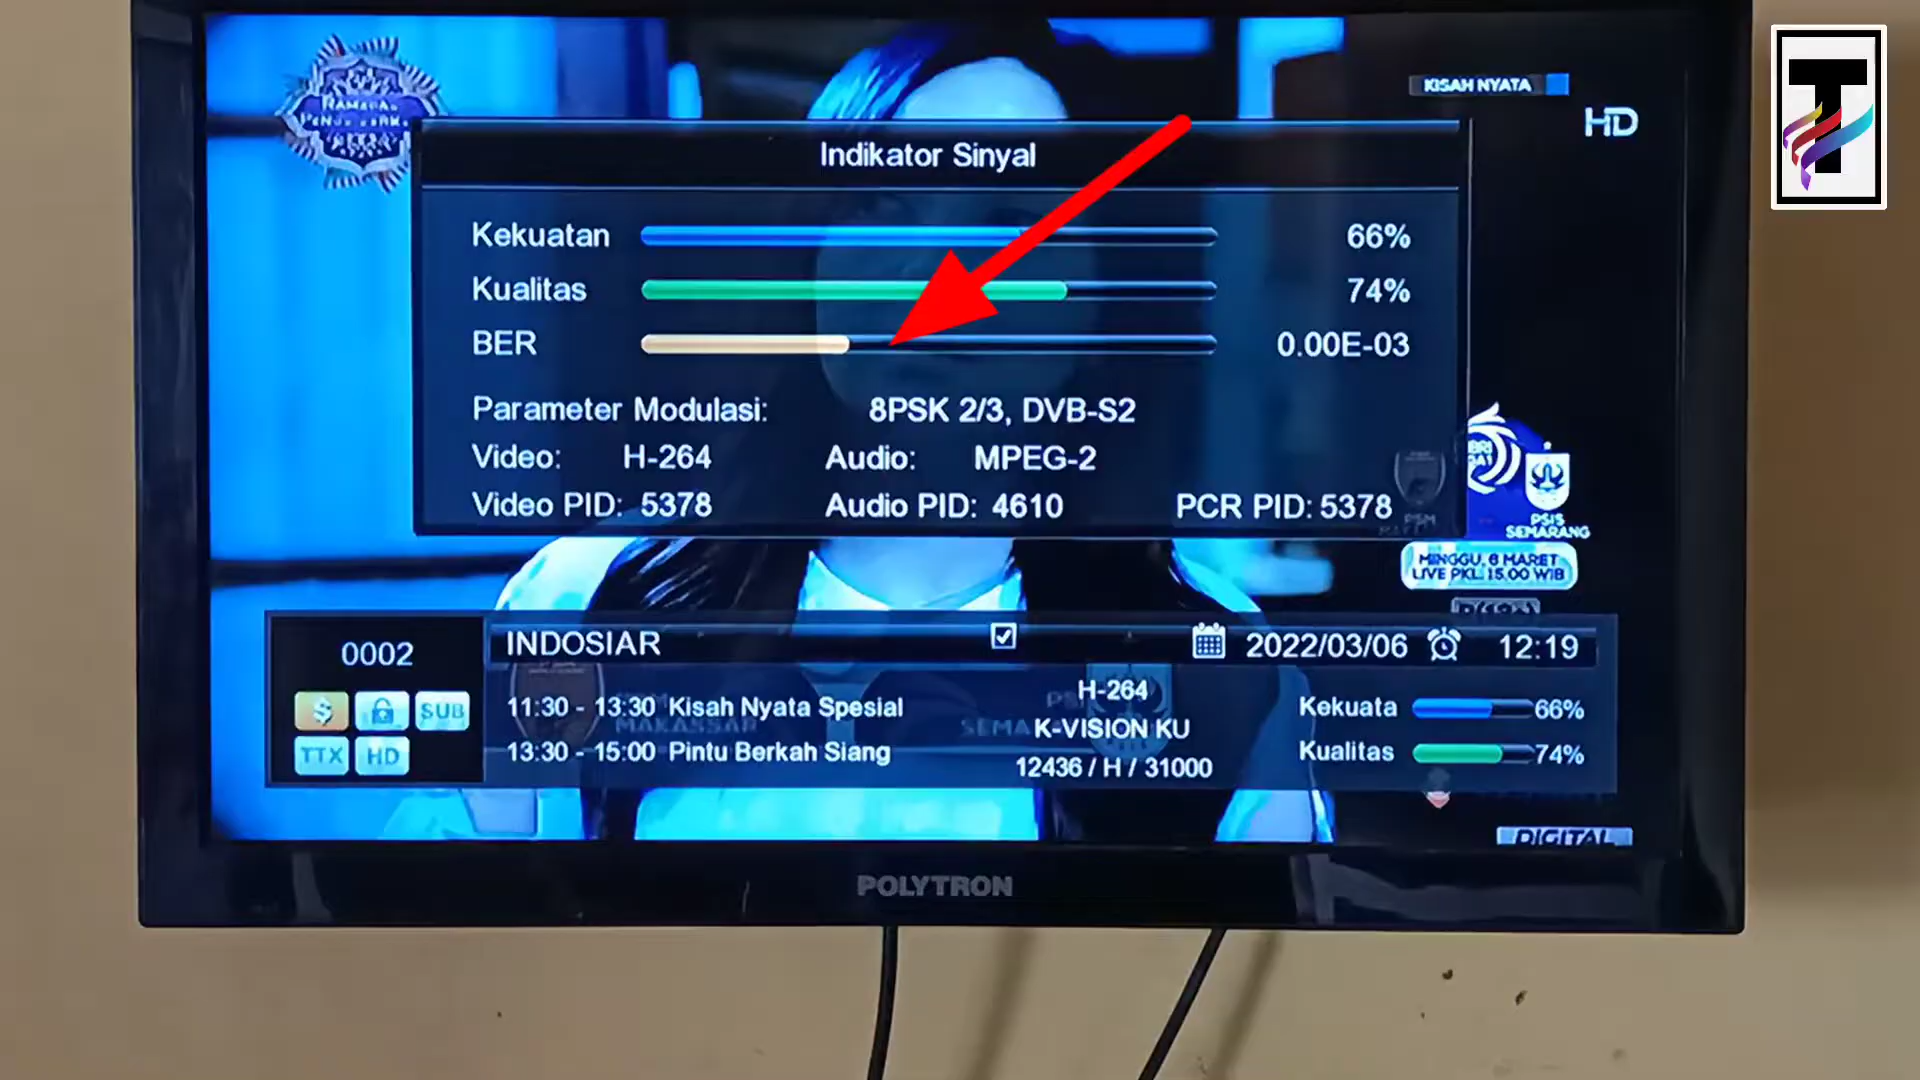 KISAH NYATA
HD
T
Indikator Sinyal
Kekuatan 66%
Kualitas 74%
BER 0.00E-03
Parameter Modulasi: 8PSK 2/3, DVB-S2
Video: H-264 Audio: MPEG-2
Video PID: 5378 Audio PID: 4610 PCR PID: 5378
BRI
PSM
PSIS
SEMARANG
MINGGU, 6 MARET
LIVE PKL. 15.00 WIB
0002
INDOSIAR
2022/03/06 12:19
$ SUB
TTX HD
11:30 - 13:30 Kisah Nyata Spesial
13:30 - 15:00 Pintu Berkah Siang
MAKASSAR
H-264
K-VISION KU
12436 / H / 31000
Kekuata 66%
Kualitas 74%
DIGITAL
POLYTRON